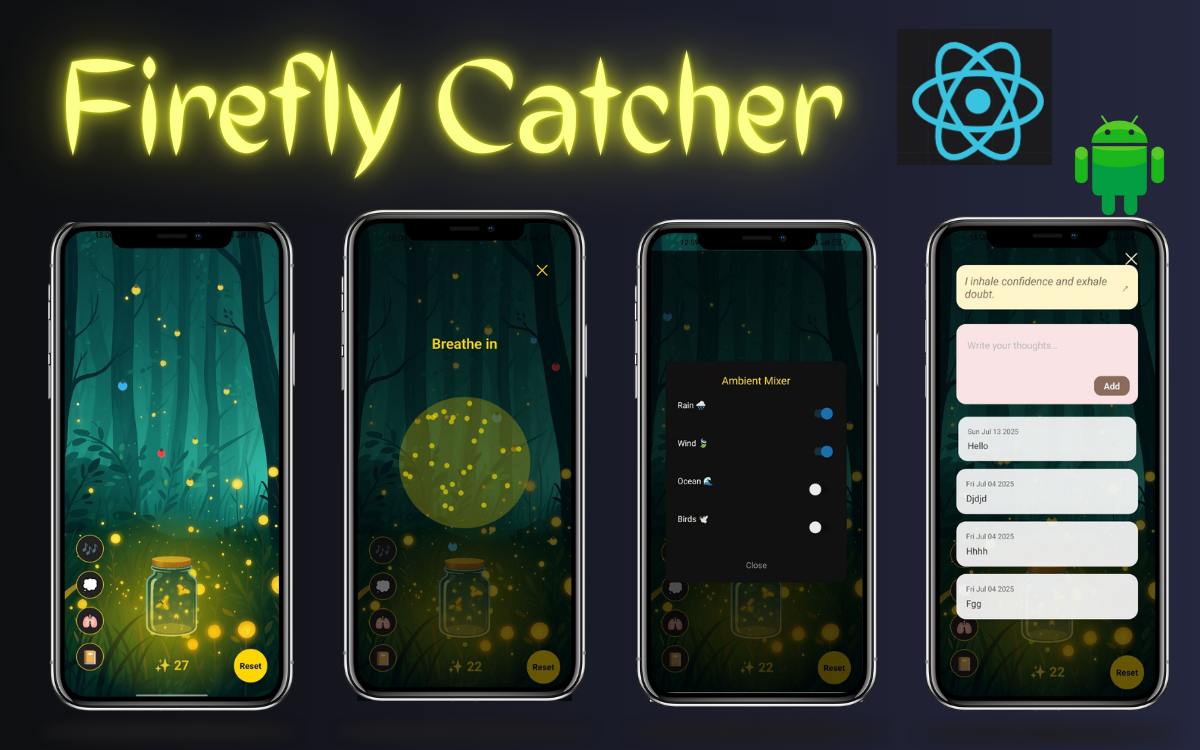 Firefly Catcher
27
Reset
Breathe in
22
Reset
Ambient Mixer
Rain
Wind
Ocean
Birds
Close
22
Reset
I inhale confidence and exhale
doubt.
Write your thoughts...
Add
Sun Jul 13 2025
Hello
Fri Jul 04 2025
Djdjd
Fri Jul 04 2025
Hhhh
Fri Jul 04 2025
Fgg
22
Reset